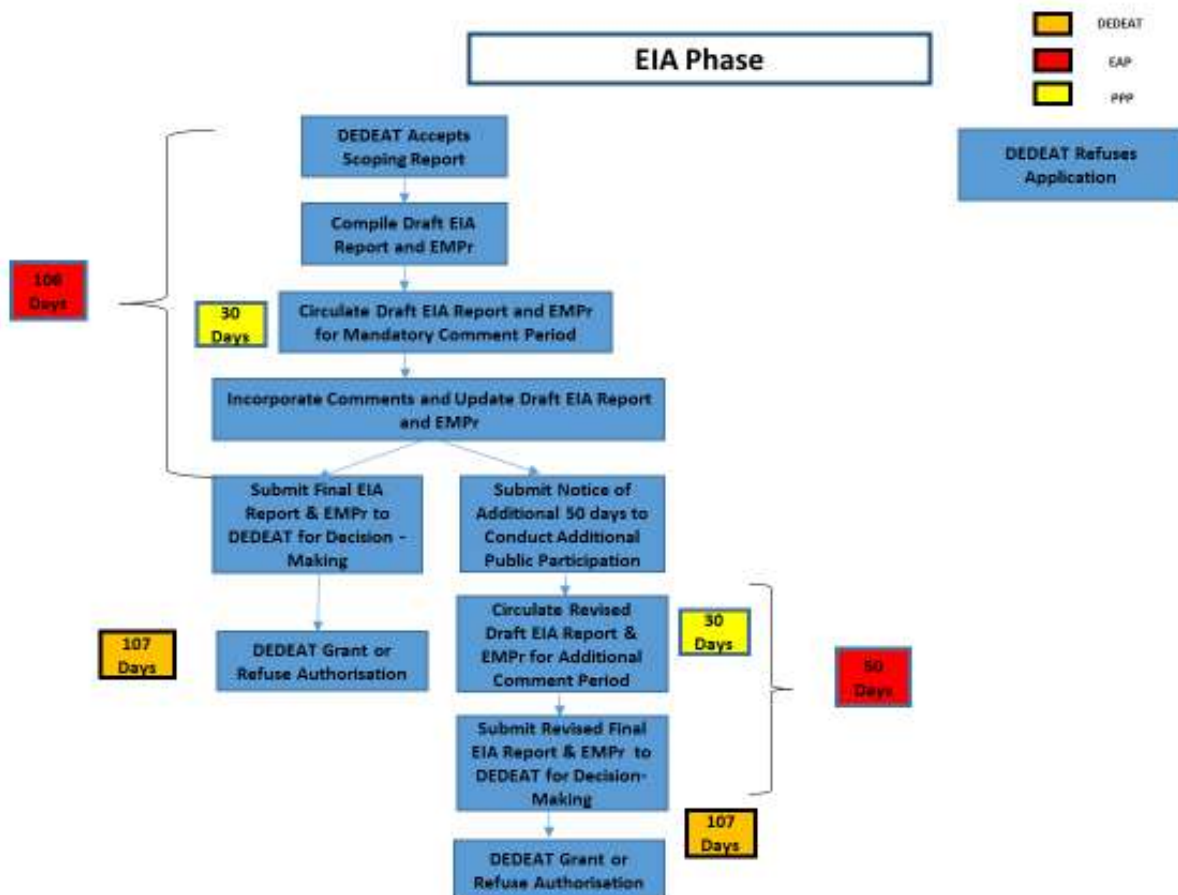 DEDEAT
EIA Phase
EAP
PPP
DEDEAT Accepts
Scoping Report
DEDEAT Refuses
Application
Compile Draft EIA
Report and EMPr
106
Days
30
Days
Circulate Draft EIA Report and EMPr
for Mandatory Comment Period
Incorporate Comments and Update Draft EIA Report
and EMPr
Submit Final EIA
Report & EMPr to
DEDEAT for Decision -
Making
Submit Notice of
Additional 50 days to
Conduct Additional
Public Participation
107
Days
DEDEAT Grant or
Refuse Authorisation
Circulate Revised
Draft EIA Report &
EMPr for Additional
Comment Period
30
Days
50
Days
Submit Revised Final
EIA Report & EMPr to
DEDEAT for Decision-
Making
107
Days
DEDEAT Grant or
Refuse Authorisation